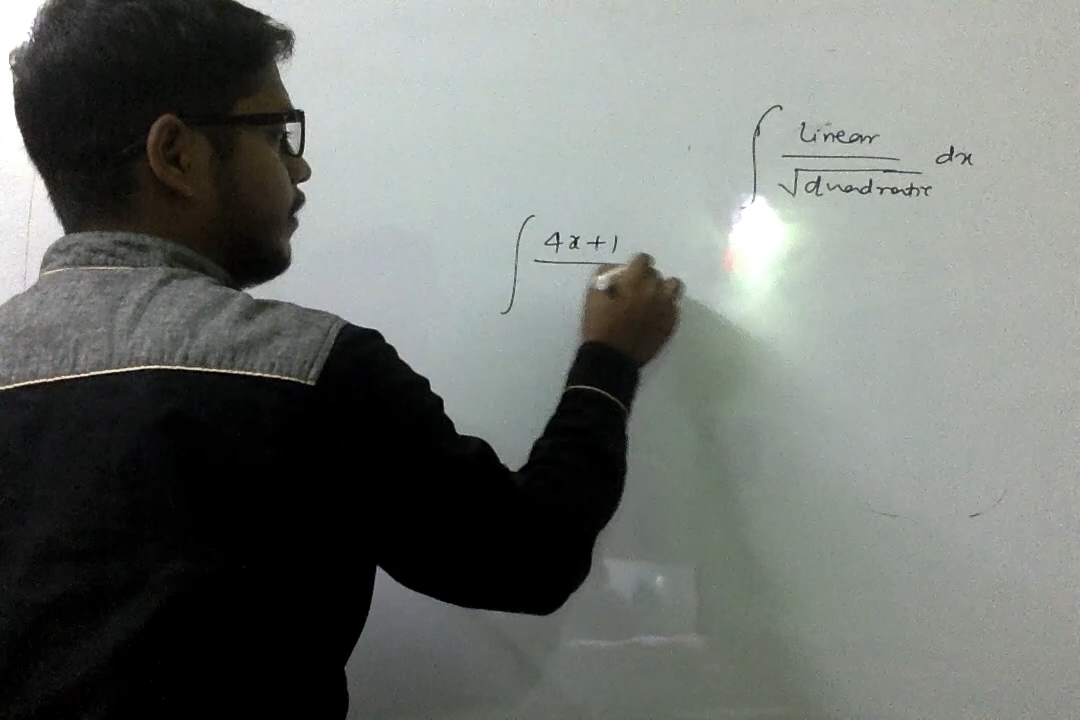 ∫ Linear / √quadratic dx
∫ 4x+1